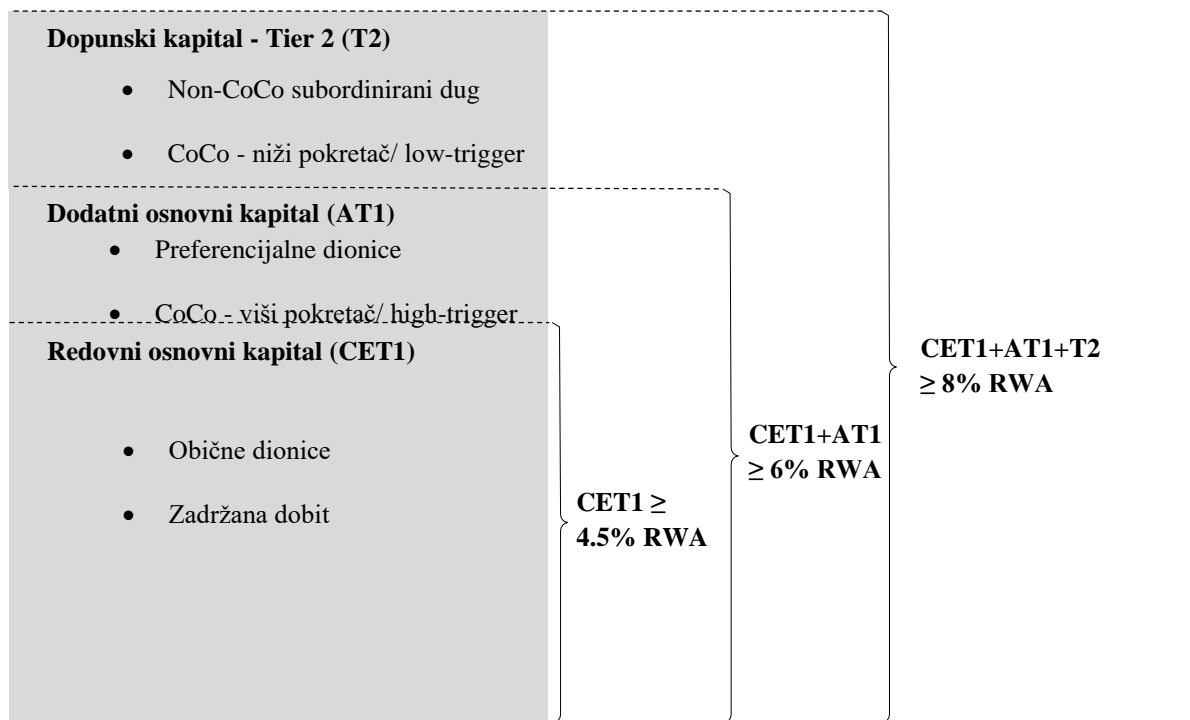 Dopunski kapital - Tier 2 (T2)
• Non-CoCo subordinirani dug
• CoCo - niži pokretač/ low-trigger
Dodatni osnovni kapital (AT1)
• Preferencijalne dionice
• CoCo - viši pokretač/ high-trigger
Redovni osnovni kapital (CET1)
• Obične dionice
• Zadržana dobit
CET1 ≥
4.5% RWA
CET1+AT1
≥ 6% RWA
CET1+AT1+T2
≥ 8% RWA